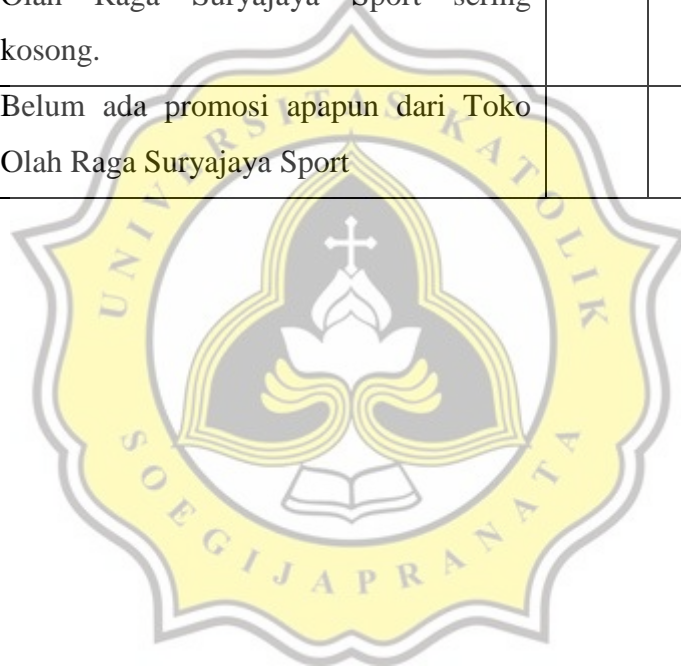 Olah Raga Suryajaya Sport sering
kosong.
Belum ada promosi apapun dari Toko
Olah Raga Suryajaya Sport
UNIVERSITAS KATOLIK
SOEGIJAPRANATA